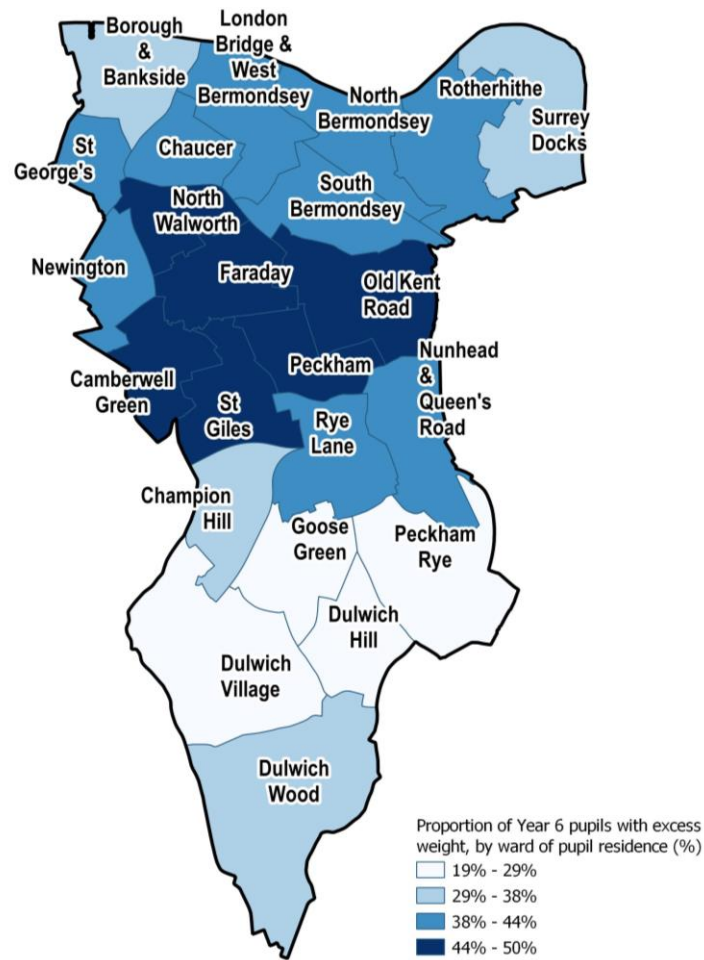 Borough
&
Bankside
London
Bridge &
West
Bermondsey
North
Bermondsey
Rotherhithe
Surrey
Docks
St
George's
Chaucer
South
Bermondsey
North
Walworth
Newington
Faraday
Old Kent
Road
Camberwell
Green
St
Giles
Peckham
Nunhead
&
Queen's
Road
Rye
Lane
Champion
Hill
Goose
Green
Peckham
Rye
Dulwich
Hill
Dulwich
Village
Dulwich
Wood
Proportion of Year 6 pupils with excess
weight, by ward of pupil residence (%)
19% - 29%
29% - 38%
38% - 44%
44% - 50%